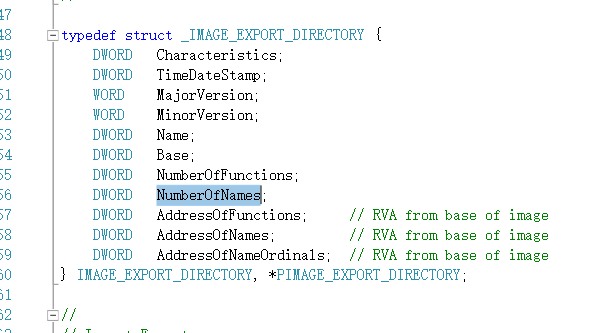 47 //
48 typedef struct _IMAGE_EXPORT_DIRECTORY {
49 DWORD Characteristics;
50 DWORD TimeDateStamp;
51 WORD MajorVersion;
52 WORD MinorVersion;
53 DWORD Name;
54 DWORD Base;
55 DWORD NumberOfFunctions;
56 DWORD NumberOfNames;
57 DWORD AddressOfFunctions; // RVA from base of image
58 DWORD AddressOfNames; // RVA from base of image
59 DWORD AddressOfNameOrdinals; // RVA from base of image
60 } IMAGE_EXPORT_DIRECTORY, *PIMAGE_EXPORT_DIRECTORY;
61
62 //